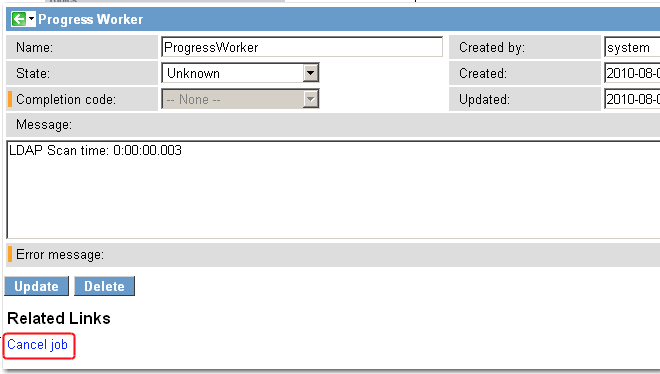 Progress Worker
Name: ProgressWorker Created by: system
State: Unknown Created: 2010-08-0
Completion code: -- None -- Updated: 2010-08-0
Message:
LDAP Scan time: 0:00:00.003
Error message:
Update Delete
Related Links
Cancel job